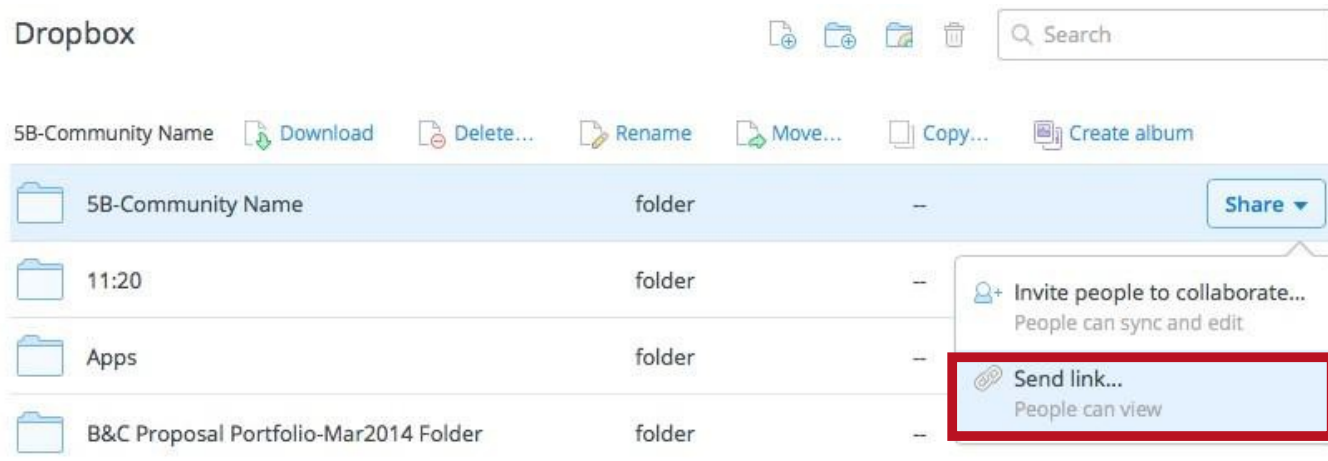 Dropbox
Search
5B-Community Name Download Delete... Rename Move... Copy... Create album
5B-Community Name folder -- Share
11:20 folder --
Invite people to collaborate...
People can sync and edit
Apps folder --
Send link...
People can view
B&C Proposal Portfolio-Mar2014 Folder folder --